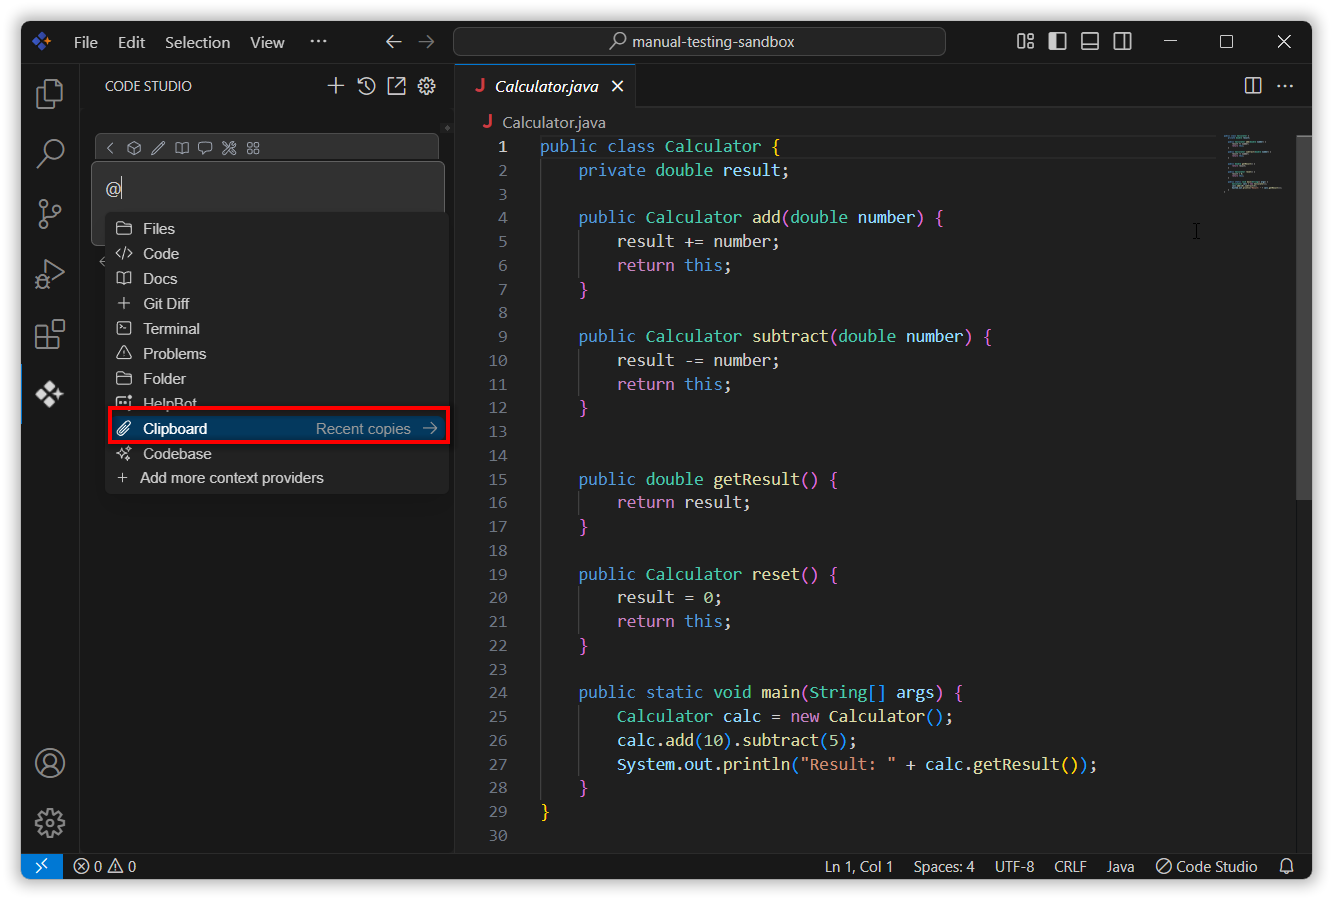 File Edit Selection View ··· manual-testing-sandbox
CODE STUDIO
Calculator.java
Calculator.java
@
Files
Code
Docs
Git Diff
Terminal
Problems
Folder
HelpBot
Clipboard Recent copies
Codebase
Add more context providers
1 public class Calculator {
2 private double result;
3
4 public Calculator add(double number) {
5 result += number;
6 return this;
7 }
8
9 public Calculator subtract(double number) {
10 result -= number;
11 return this;
12 }
13
14
15 public double getResult() {
16 return result;
17 }
18
19 public Calculator reset() {
20 result = 0;
21 return this;
22 }
23
24 public static void main(String[] args) {
25 Calculator calc = new Calculator();
26 calc.add(10).subtract(5);
27 System.out.println("Result: " + calc.getResult());
28 }
29 }
30
0 0 Ln 1, Col 1 Spaces: 4 UTF-8 CRLF Java Code Studio